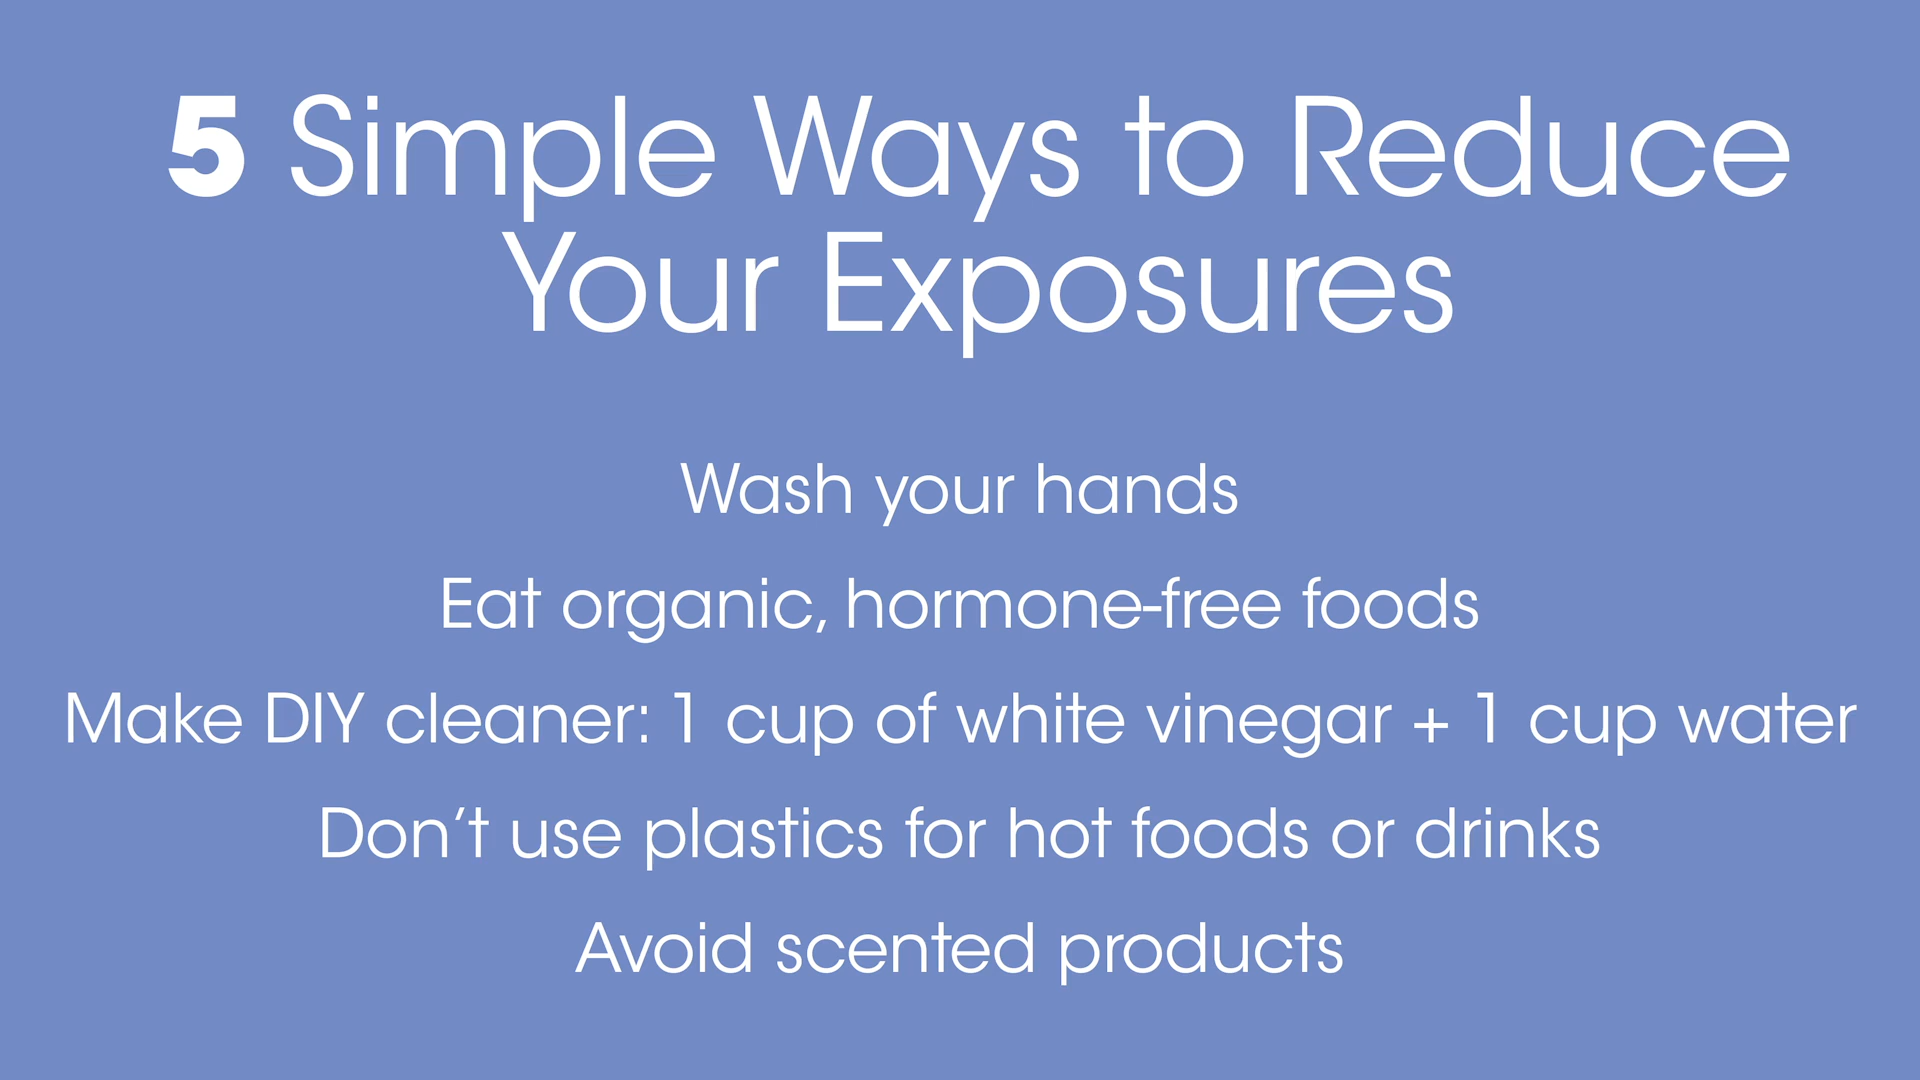 5 Simple Ways to Reduce
Your Exposures
Wash your hands
Eat organic, hormone-free foods
Make DIY cleaner: 1 cup of white vinegar + 1 cup water
Don’t use plastics for hot foods or drinks
Avoid scented products